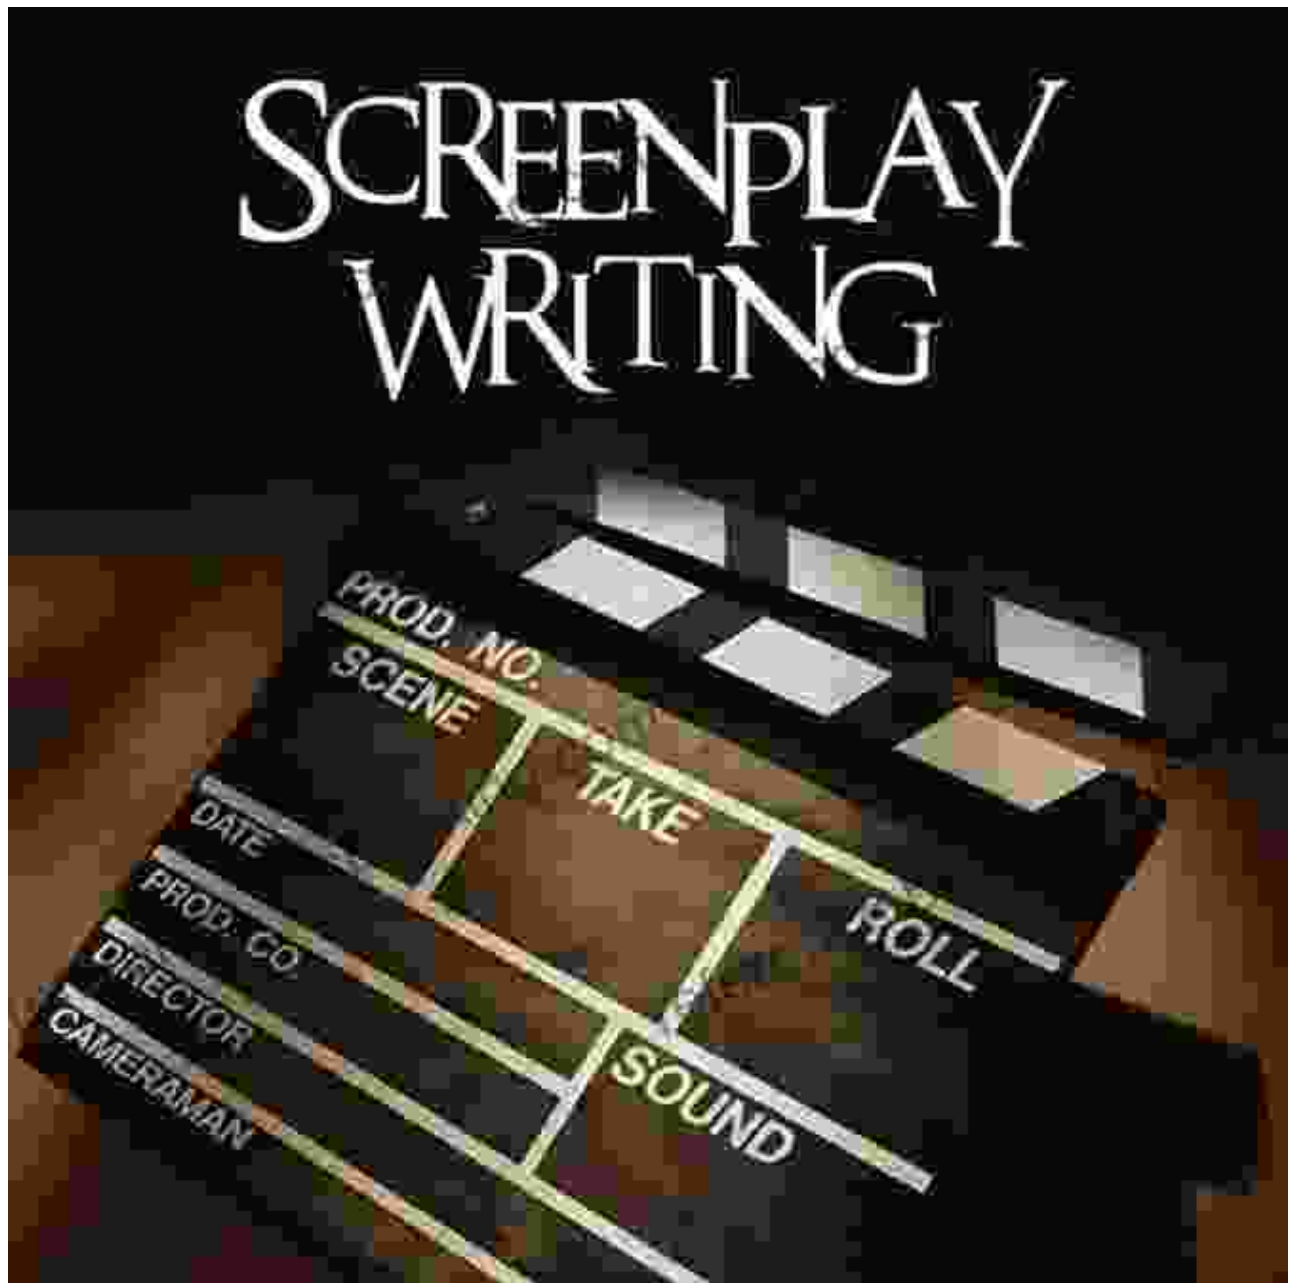 SCREENPLAY
WRITING
PROD. NO.
SCENE
TAKE
ROLL
DATE
PROD. CO.
DIRECTOR
CAMERAMAN
SOUND